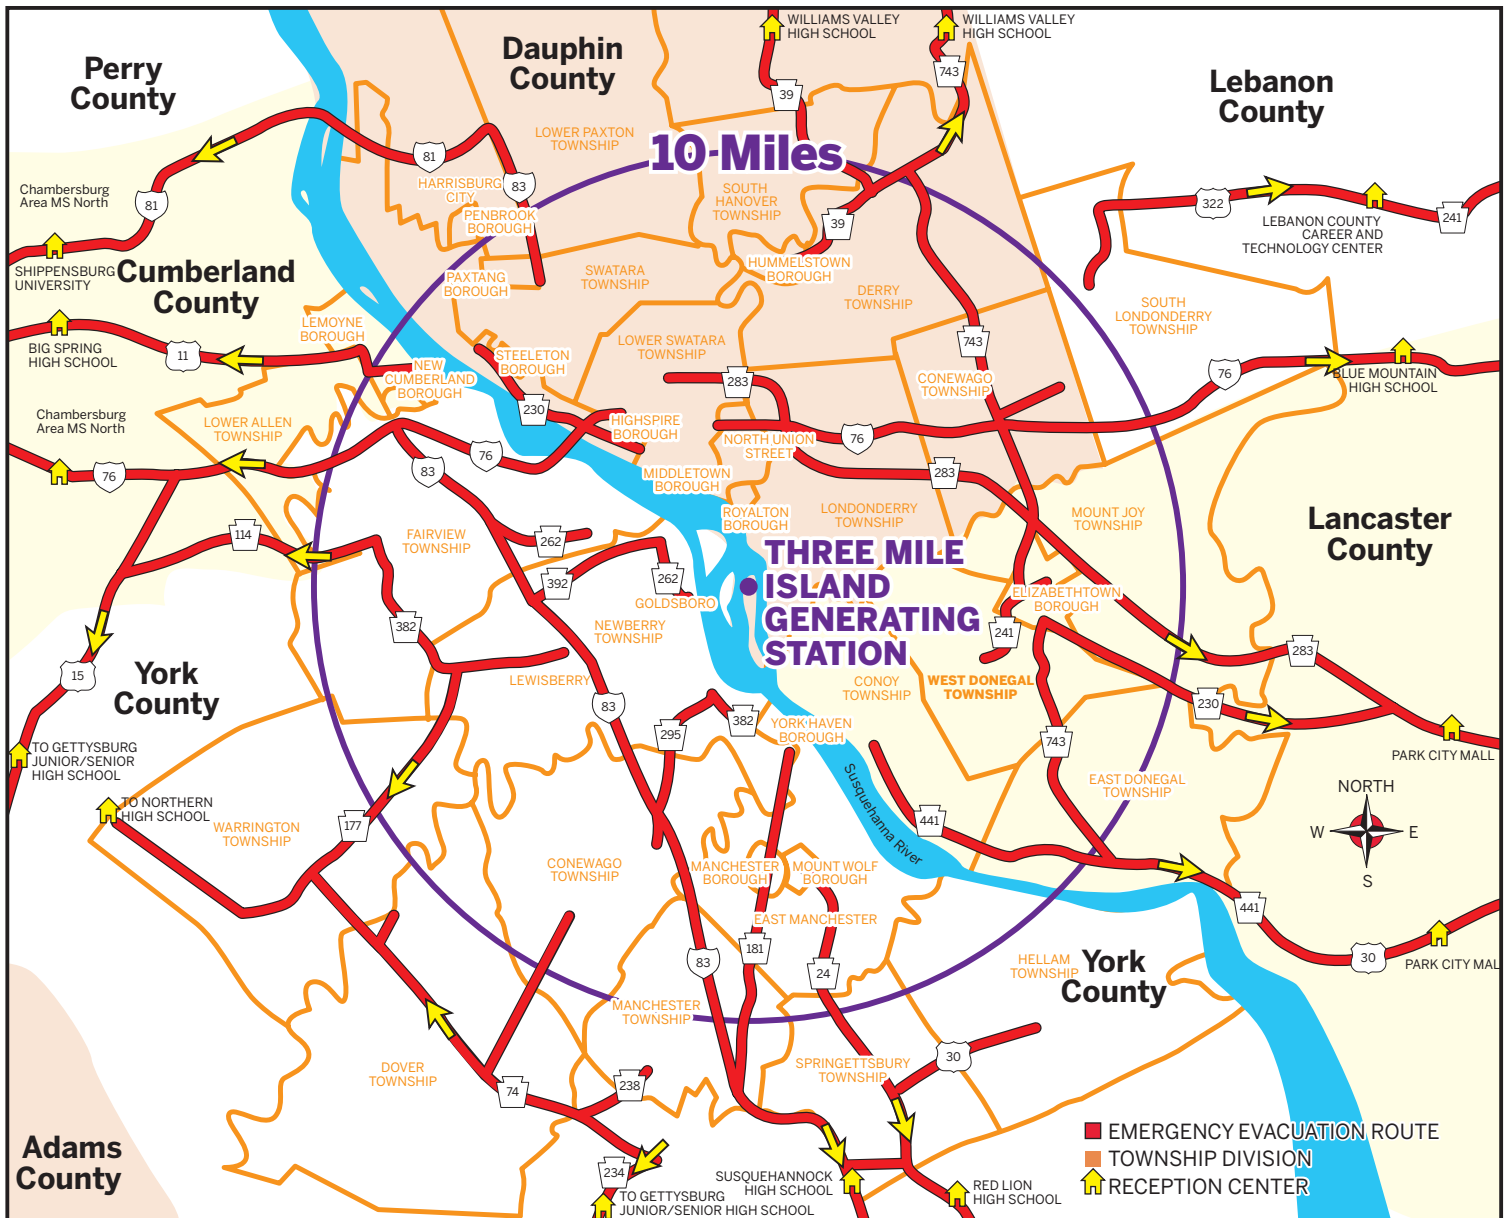 WILLIAMS VALLEY
HIGH SCHOOL
WILLIAMS VALLEY
HIGH SCHOOL
Dauphin
County
Perry
County
Lebanon
County
743
39
LOWER PAXTON
TOWNSHIP
10 Miles
81
83
HARRISBURG
CITY
SOUTH
HANOVER
TOWNSHIP
Chambersburg
Area MS North
81
322
241
PENBROOK
BOROUGH
39
LEBANON COUNTY
CAREER AND
TECHNOLOGY CENTER
SHIPPENSBURG
UNIVERSITY
Cumberland
County
PAXTANG
BOROUGH
SWATARA
TOWNSHIP
HUMMELSTOWN
BOROUGH
DERRY
TOWNSHIP
SOUTH
LONDONDERRY
TOWNSHIP
LEMOYNE
BOROUGH
BIG SPRING
HIGH SCHOOL
11
LOWER SWATARA
TOWNSHIP
743
STEELETON
BOROUGH
NEW
CUMBERLAND
BOROUGH
283
CONEWAGO
TOWNSHIP
76
BLUE MOUNTAIN
HIGH SCHOOL
Chambersburg
Area MS North
LOWER ALLEN
TOWNSHIP
230
HIGHSPIRE
BOROUGH
NORTH UNION
STREET
76
76
76
83
MIDDLETOWN
BOROUGH
283
ROYALTON
BOROUGH
LONDONDERRY
TOWNSHIP
MOUNT JOY
TOWNSHIP
Lancaster
County
114
FAIRVIEW
TOWNSHIP
262
THREE MILE
ISLAND
GENERATING
STATION
392
262
GOLDSBORO
ELIZABETHTOWN
BOROUGH
382
NEWBERRY
TOWNSHIP
241
283
15
York
County
LEWISBERRY
CONOY
TOWNSHIP
WEST DONEGAL
TOWNSHIP
83
230
295
382
YORK HAVEN
BOROUGH
743
TO GETTYSBURG
JUNIOR/SENIOR
HIGH SCHOOL
PARK CITY MALL
Susquehanna River
EAST DONEGAL
TOWNSHIP
NORTH
W
E
S
TO NORTHERN
HIGH SCHOOL
WARRINGTON
TOWNSHIP
177
441
CONEWAGO
TOWNSHIP
MANCHESTER
BOROUGH
MOUNT WOLF
BOROUGH
441
EAST MANCHESTER
181
83
24
30
PARK CITY MAL
HELLAM
TOWNSHIP
York
County
MANCHESTER
TOWNSHIP
DOVER
TOWNSHIP
SPRINGETTSBURY
TOWNSHIP
30
74
238
Adams
County
234
SUSQUEHANNOCK
HIGH SCHOOL
RED LION
HIGH SCHOOL
TO GETTYSBURG
JUNIOR/SENIOR HIGH SCHOOL
EMERGENCY EVACUATION ROUTE
TOWNSHIP DIVISION
RECEPTION CENTER